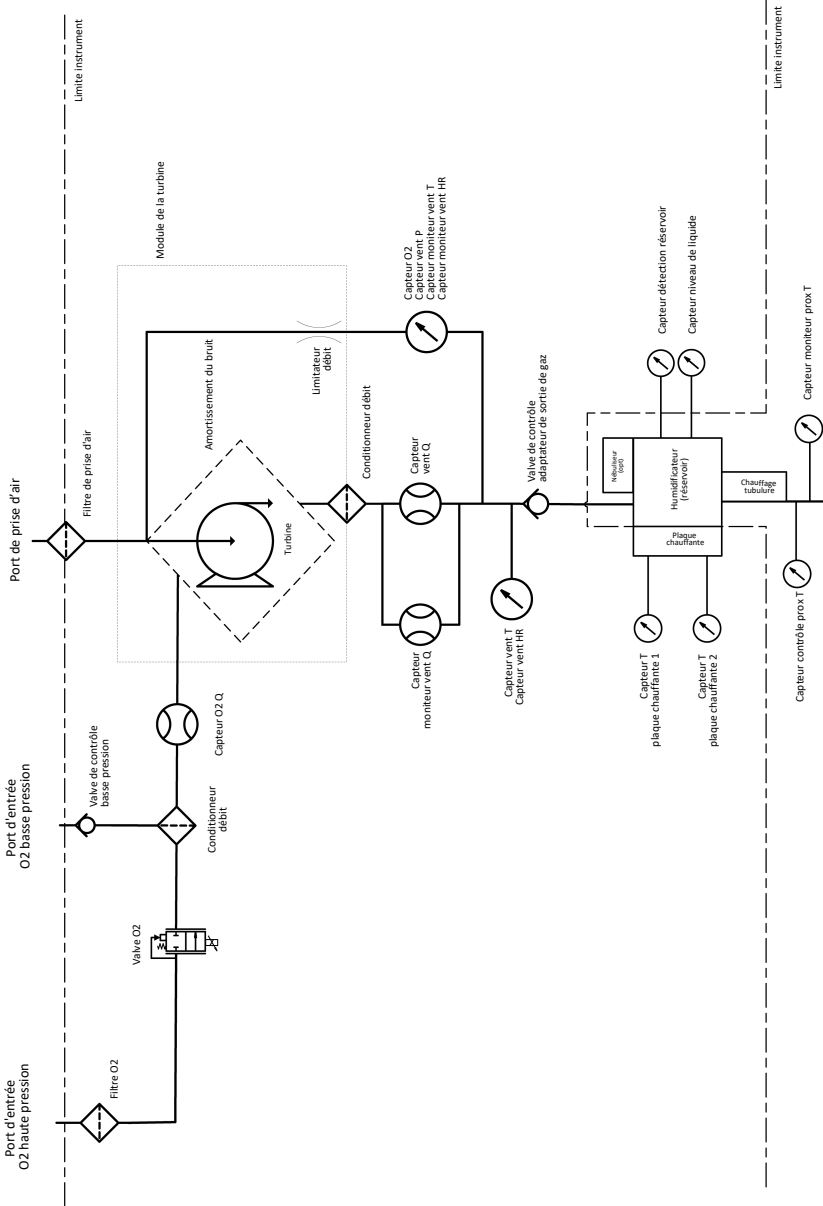 Port d'entrée
O2 haute pression
Port d'entrée
O2 basse pression
Port de prise d'air
Limite instrument
Filtre O2
Valve de contrôle
basse pression
Filtre de prise d'air
Valve O2
Conditionneur
débit
Capteur O2 Q
Module de la turbine
Amortissement du bruit
Turbine
Limitateur
débit
Conditionneur débit
Capteur
moniteur vent Q
Capteur
vent Q
Capteur O2
Capteur vent P
Capteur moniteur vent T
Capteur moniteur vent HR
Capteur vent T
Capteur vent HR
Valve de contrôle
adaptateur de sortie de gaz
Nébuliseur
(opt)
Humidificateur
(réservoir)
Plaque
chauffante
Chauffage
tubulure
Capteur T
plaque chauffante 1
Capteur T
plaque chauffante 2
Capteur détection réservoir
Capteur niveau de liquide
Limite instrument
Capteur contrôle prox T
Capteur moniteur prox T